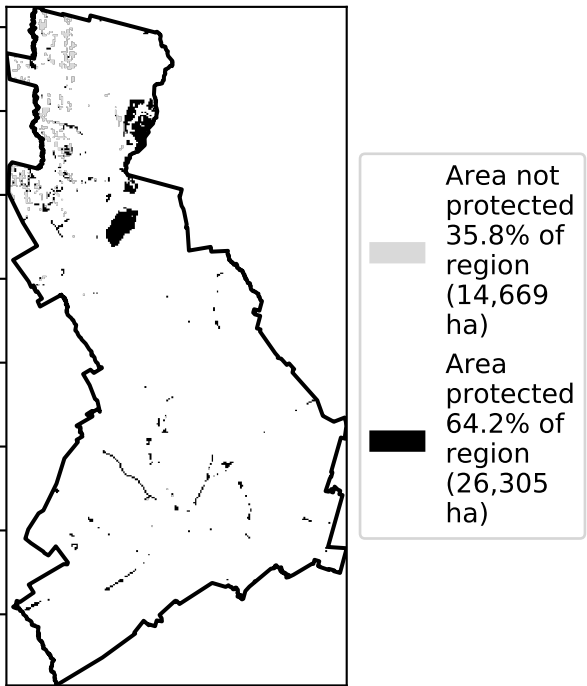 Area not
protected
35.8% of
region
(14,669
ha)
Area
protected
64.2% of
region
(26,305
ha)